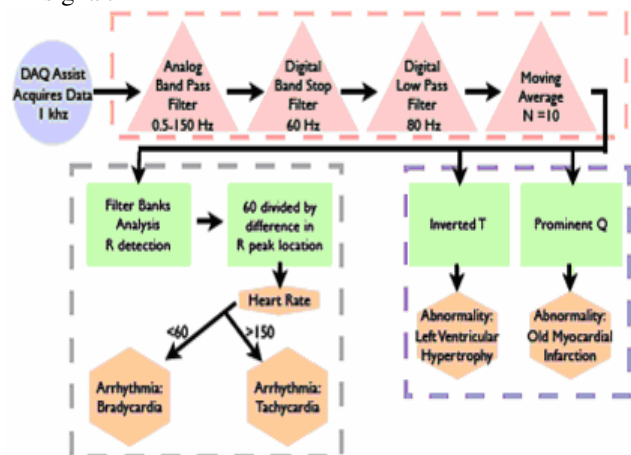 DAQ Assist
Acquires Data
1 khz
Analog
Band Pass
Filter
0.5-150 Hz
Digital
Band Stop
Filter
60 Hz
Digital
Low Pass
Filter
80 Hz
Moving
Average
N =10
Filter Banks
Analysis
R detection
60 divided by
difference in
R peak location
Inverted T
Prominent Q
Heart Rate
<60
>150
Arrhythmia:
Bradycardia
Arrhythmia:
Tachycardia
Abnormality:
Left Ventricular
Hypertrophy
Abnormality:
Old Myocardial
Infarction